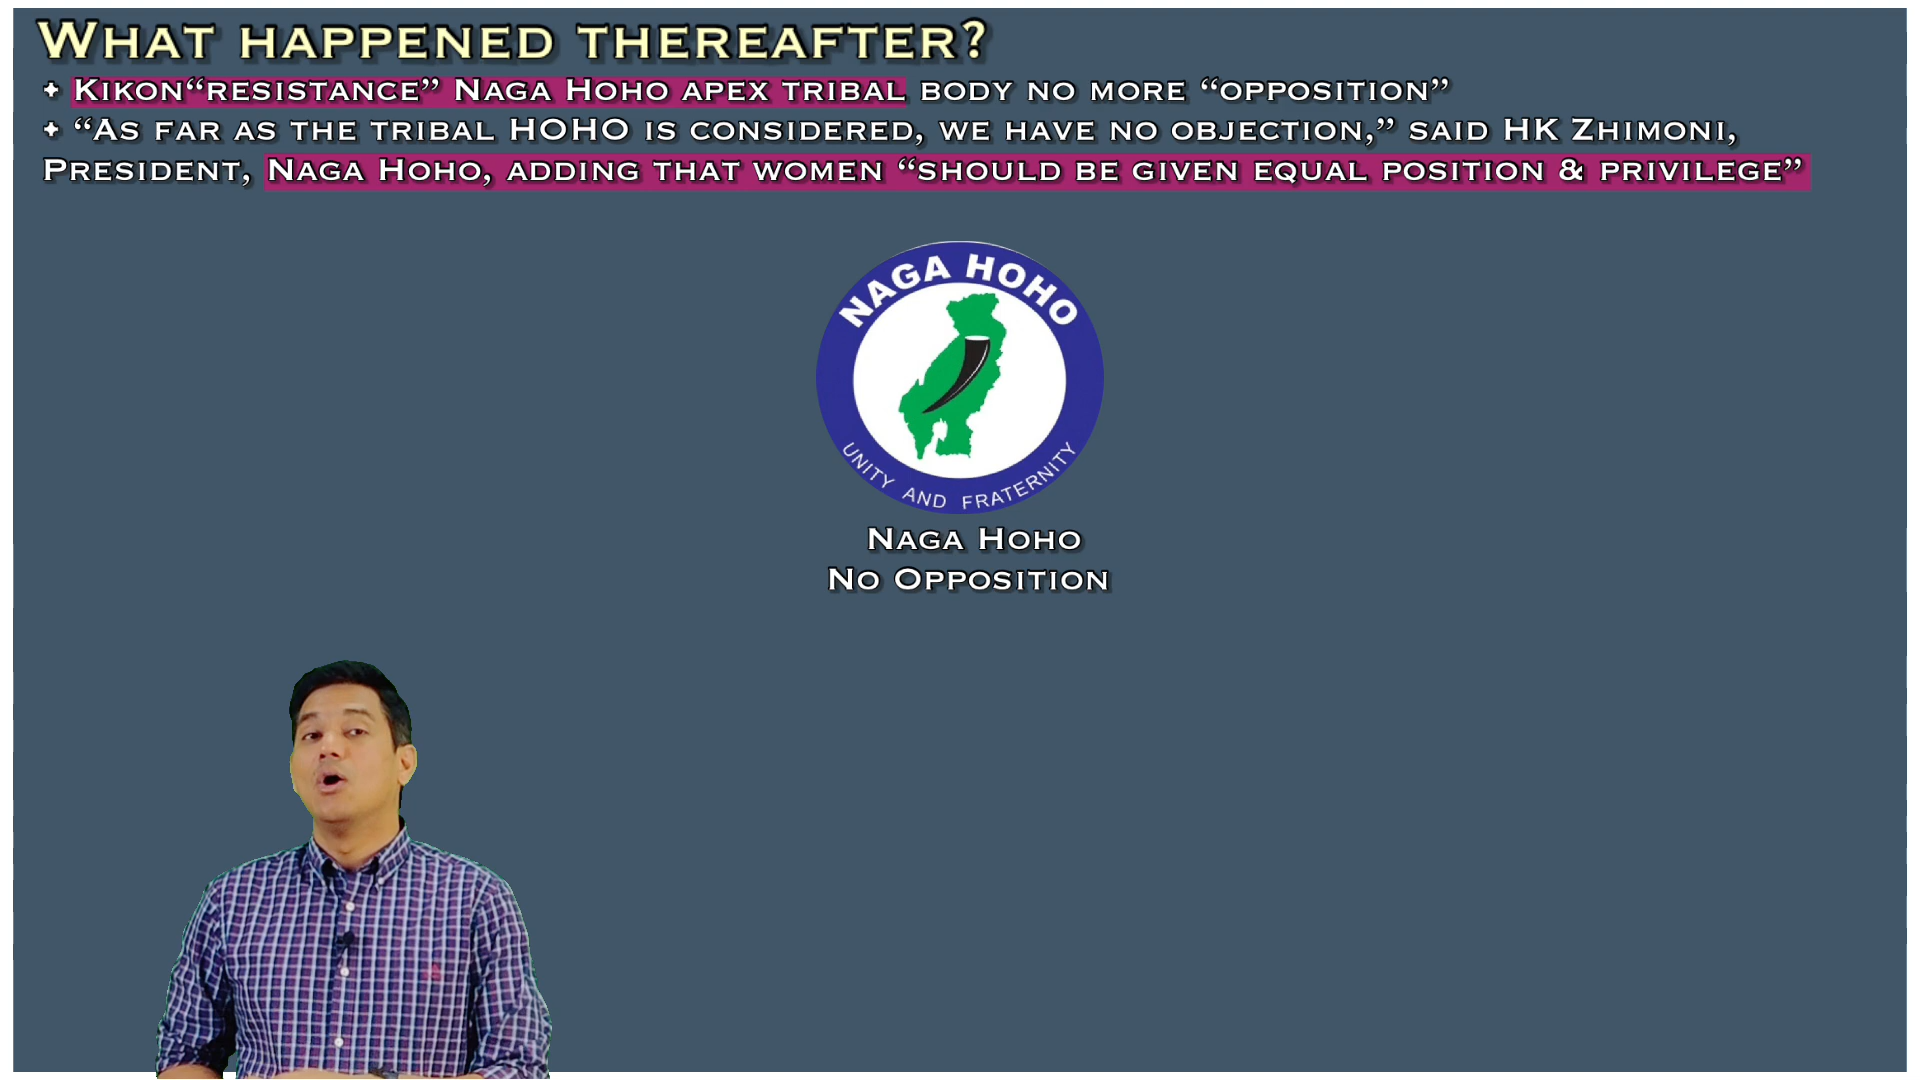 WHAT HAPPENED THEREAFTER?
+ KIKON“RESISTANCE” NAGA HOHO APEX TRIBAL BODY NO MORE “OPPOSITION”
+ “AS FAR AS THE TRIBAL HOHO IS CONSIDERED, WE HAVE NO OBJECTION,” SAID HK ZHIMONI,
PRESIDENT, NAGA HOHO, ADDING THAT WOMEN “SHOULD BE GIVEN EQUAL POSITION & PRIVILEGE”
NAGA HOHO
UNITY AND FRATERNITY
NAGA HOHO
NO OPPOSITION